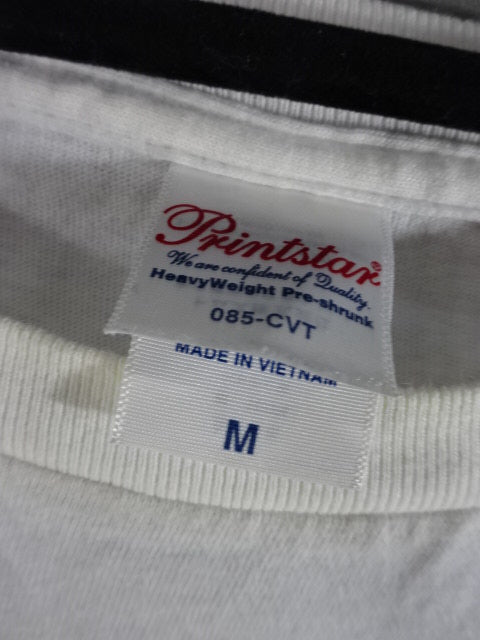 Printstar®
We are confident of Quality.
HeavyWeight Pre-shrunk
085-CVT
MADE IN VIETNAM
M